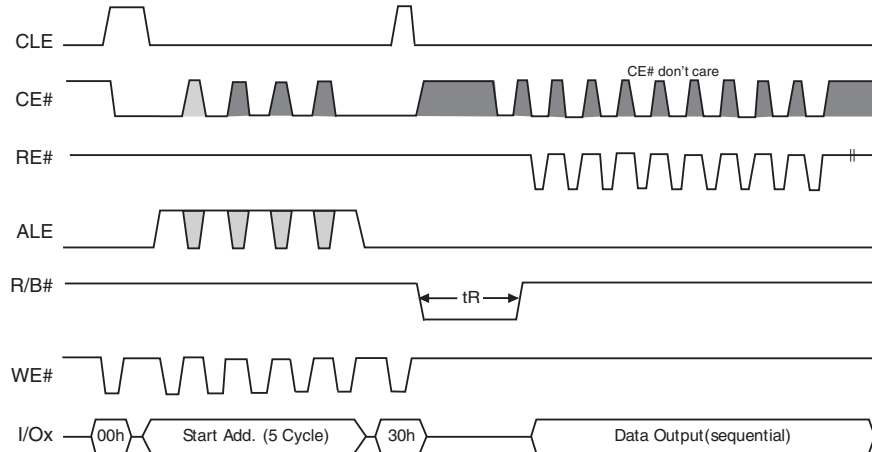 CLE
CE# don't care
CE#
RE#
ALE
R/B#
tR
WE#
I/Ox
00h
Start Add. (5 Cycle)
30h
Data Output(sequential)